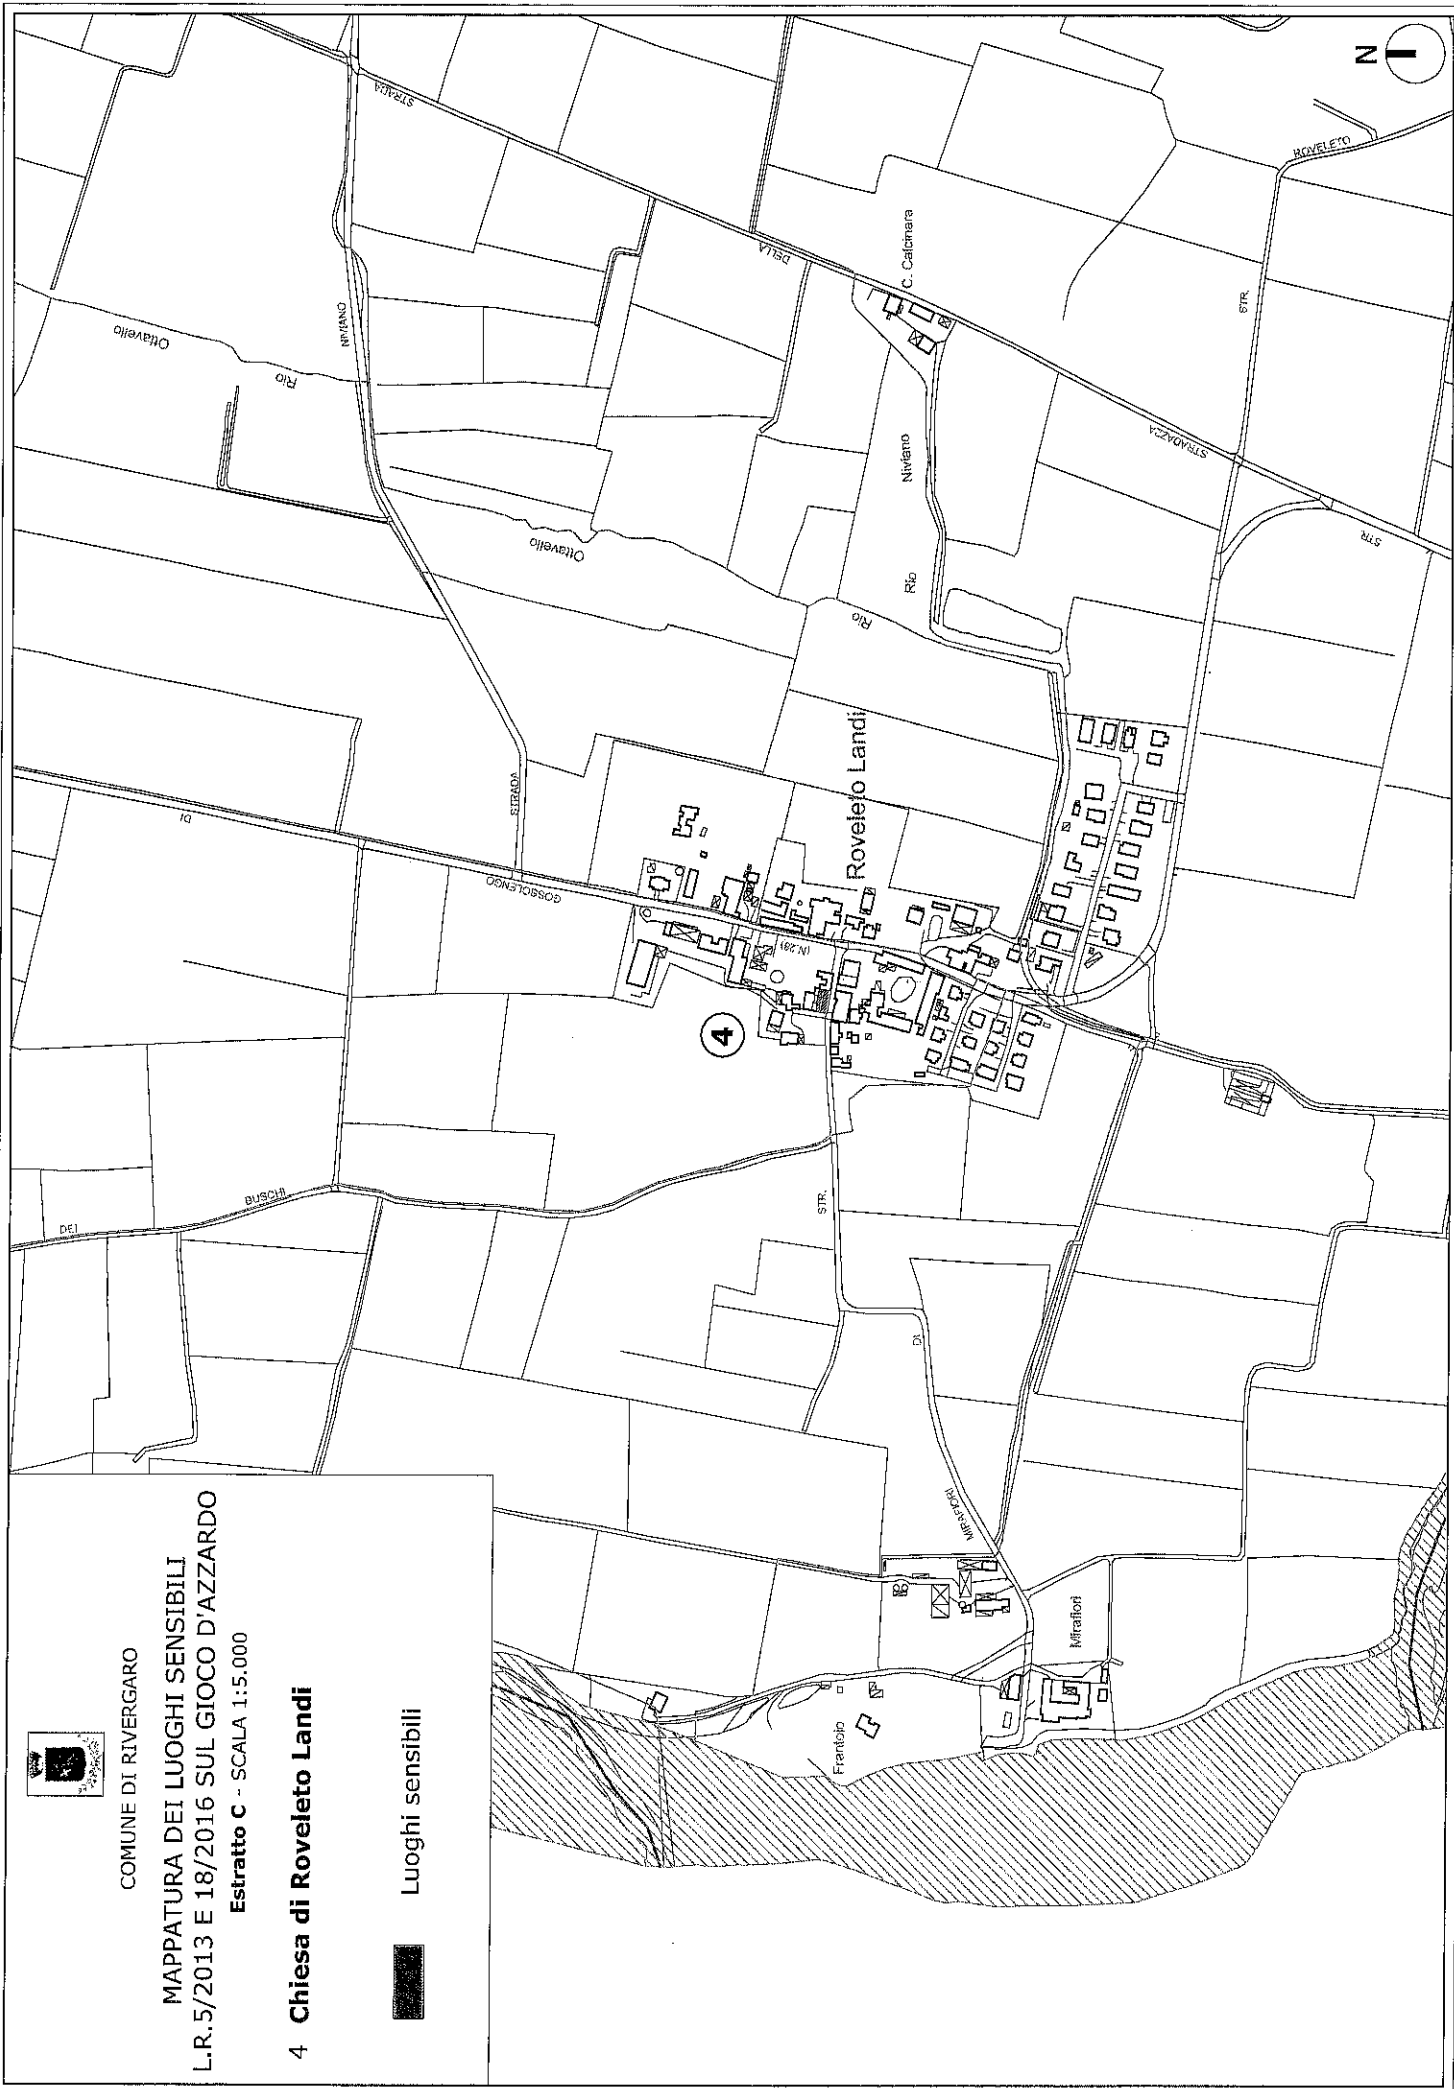 COMUNE DI RIVERGARO
MAPPATURA DEI LUOGHI SENSIBILI
L.R.5/2013 E 18/2016 SUL GIOCO D'AZZARDO
Estratto C - SCALA 1:5.000
4 Chiesa di Roveleto Landi
Luoghi sensibili
N
DEI
BUSCHI
DI
GOSSOLENGO
STRADA
NIVIANO
Rio
Ottavello
Ottavello
Rio
STRADA
DELLA
STRADAZZA
STR.
C. Calcinara
Rio
Niviano
Roveleto Landi
(N.28)
4
STR.
DI
MIRAFIORI
Mirafiori
Frantoio
STR.
ROVELETO